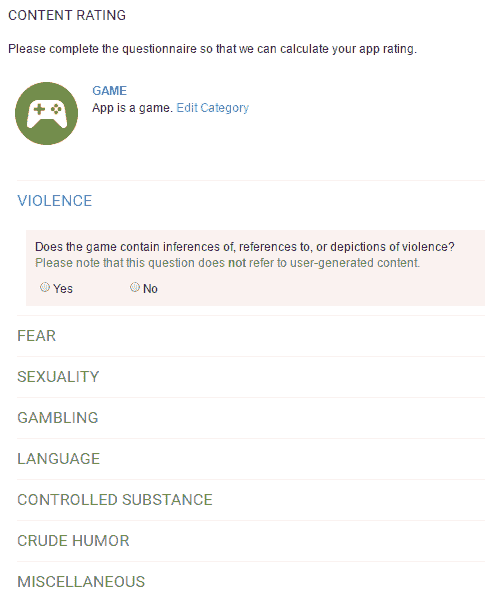 CONTENT RATING
Please complete the questionnaire so that we can calculate your app rating.
GAME
App is a game. Edit Category
VIOLENCE
Does the game contain inferences of, references to, or depictions of violence?
Please note that this question does not refer to user-generated content.
Yes No
FEAR
SEXUALITY
GAMBLING
LANGUAGE
CONTROLLED SUBSTANCE
CRUDE HUMOR
MISCELLANEOUS